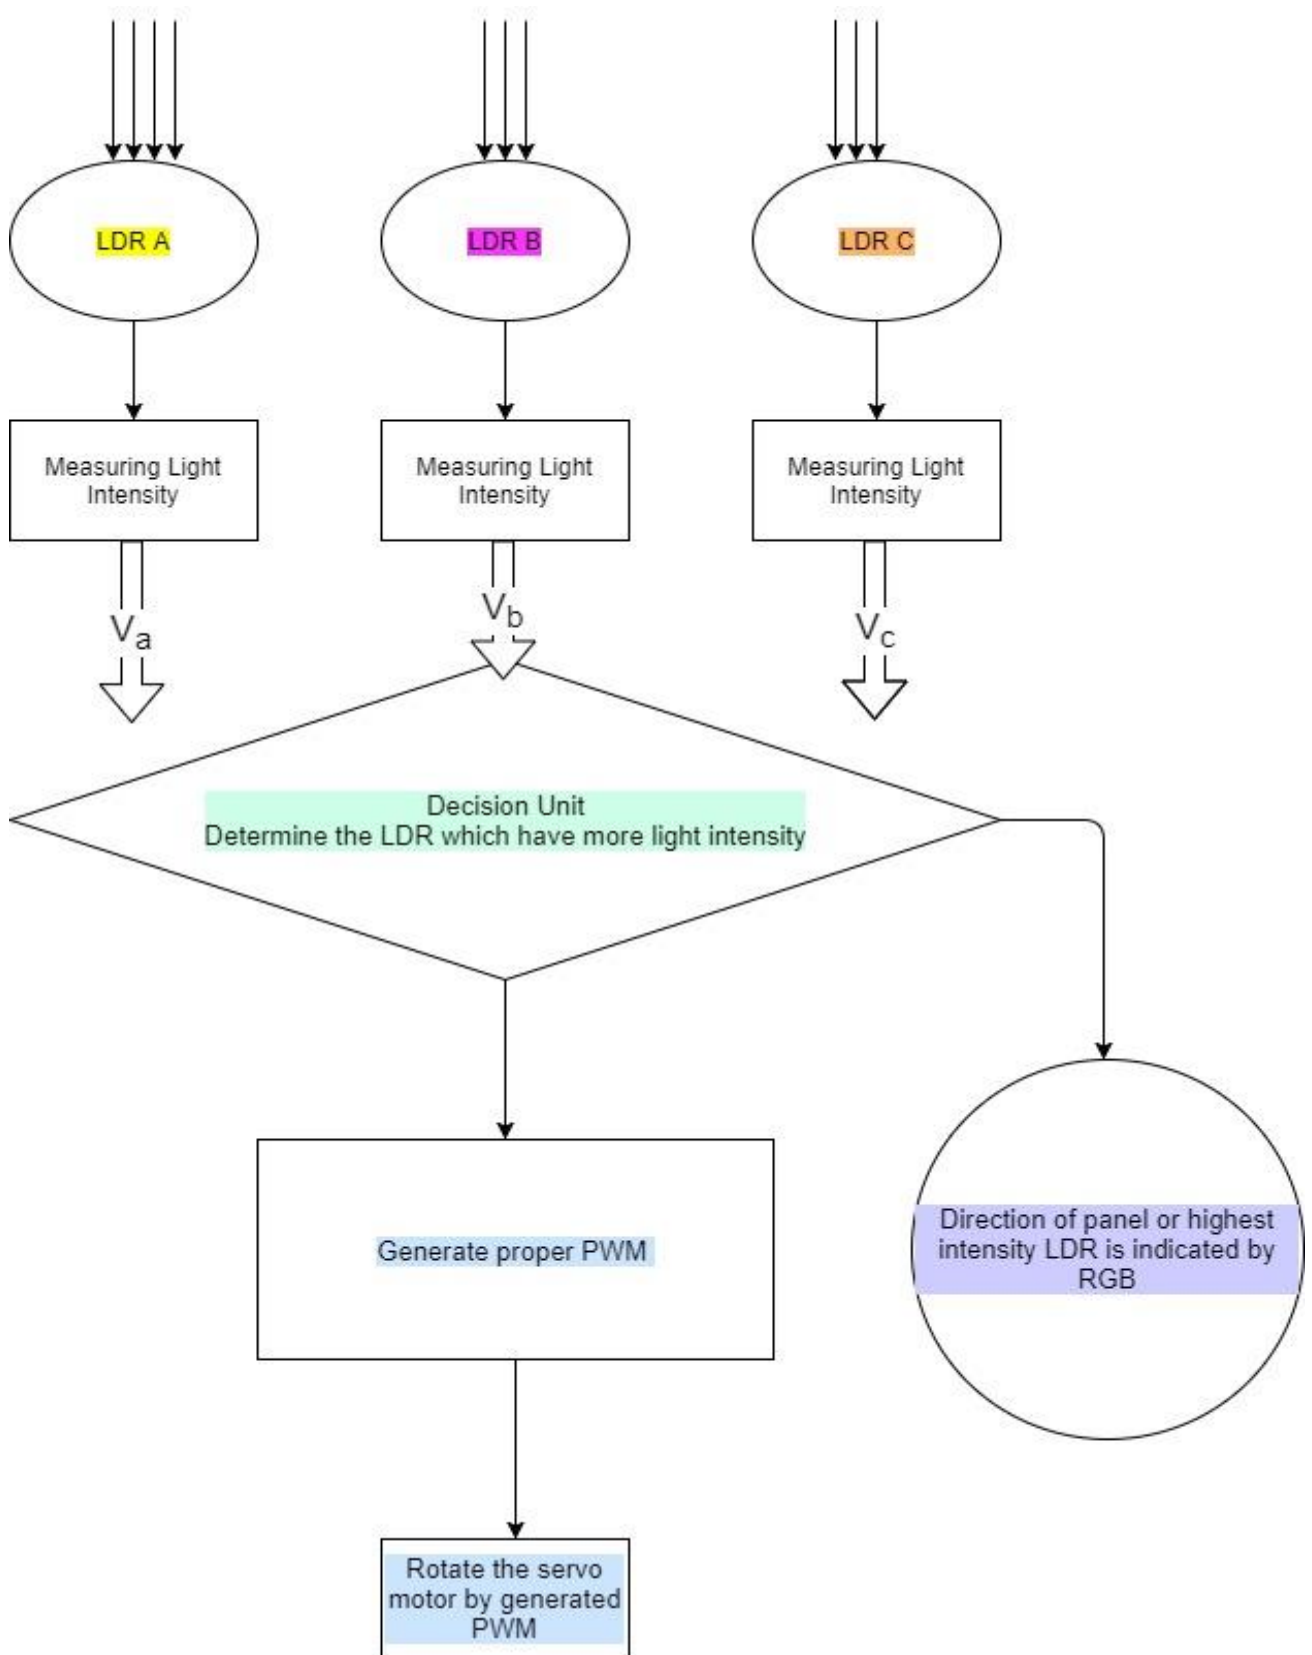 LDR A
LDR B
LDR C
Measuring Light
Intensity
Measuring Light
Intensity
Measuring Light
Intensity
Va
Vb
Vc
Decision Unit
Determine the LDR which have more light intensity
Generate proper PWM
Direction of panel or highest
intensity LDR is indicated by
RGB
Rotate the servo
motor by generated
PWM